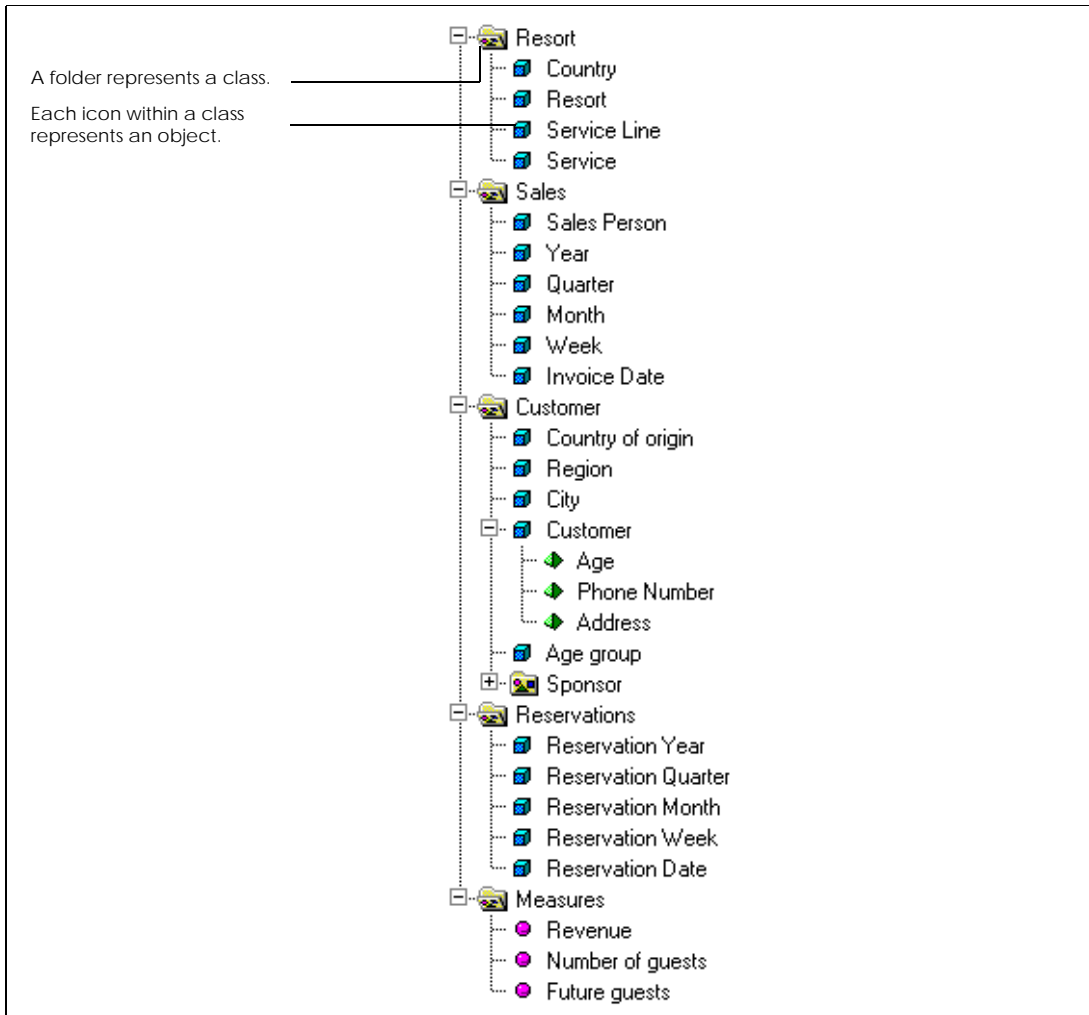 Resort
A folder represents a class.
Country
Resort
Each icon within a class
represents an object.
Service Line
Service
Sales
Sales Person
Year
Quarter
Month
Week
Invoice Date
Customer
Country of origin
Region
City
Customer
Age
Phone Number
Address
Age group
Sponsor
Reservations
Reservation Year
Reservation Quarter
Reservation Month
Reservation Week
Reservation Date
Measures
Revenue
Number of guests
Future guests